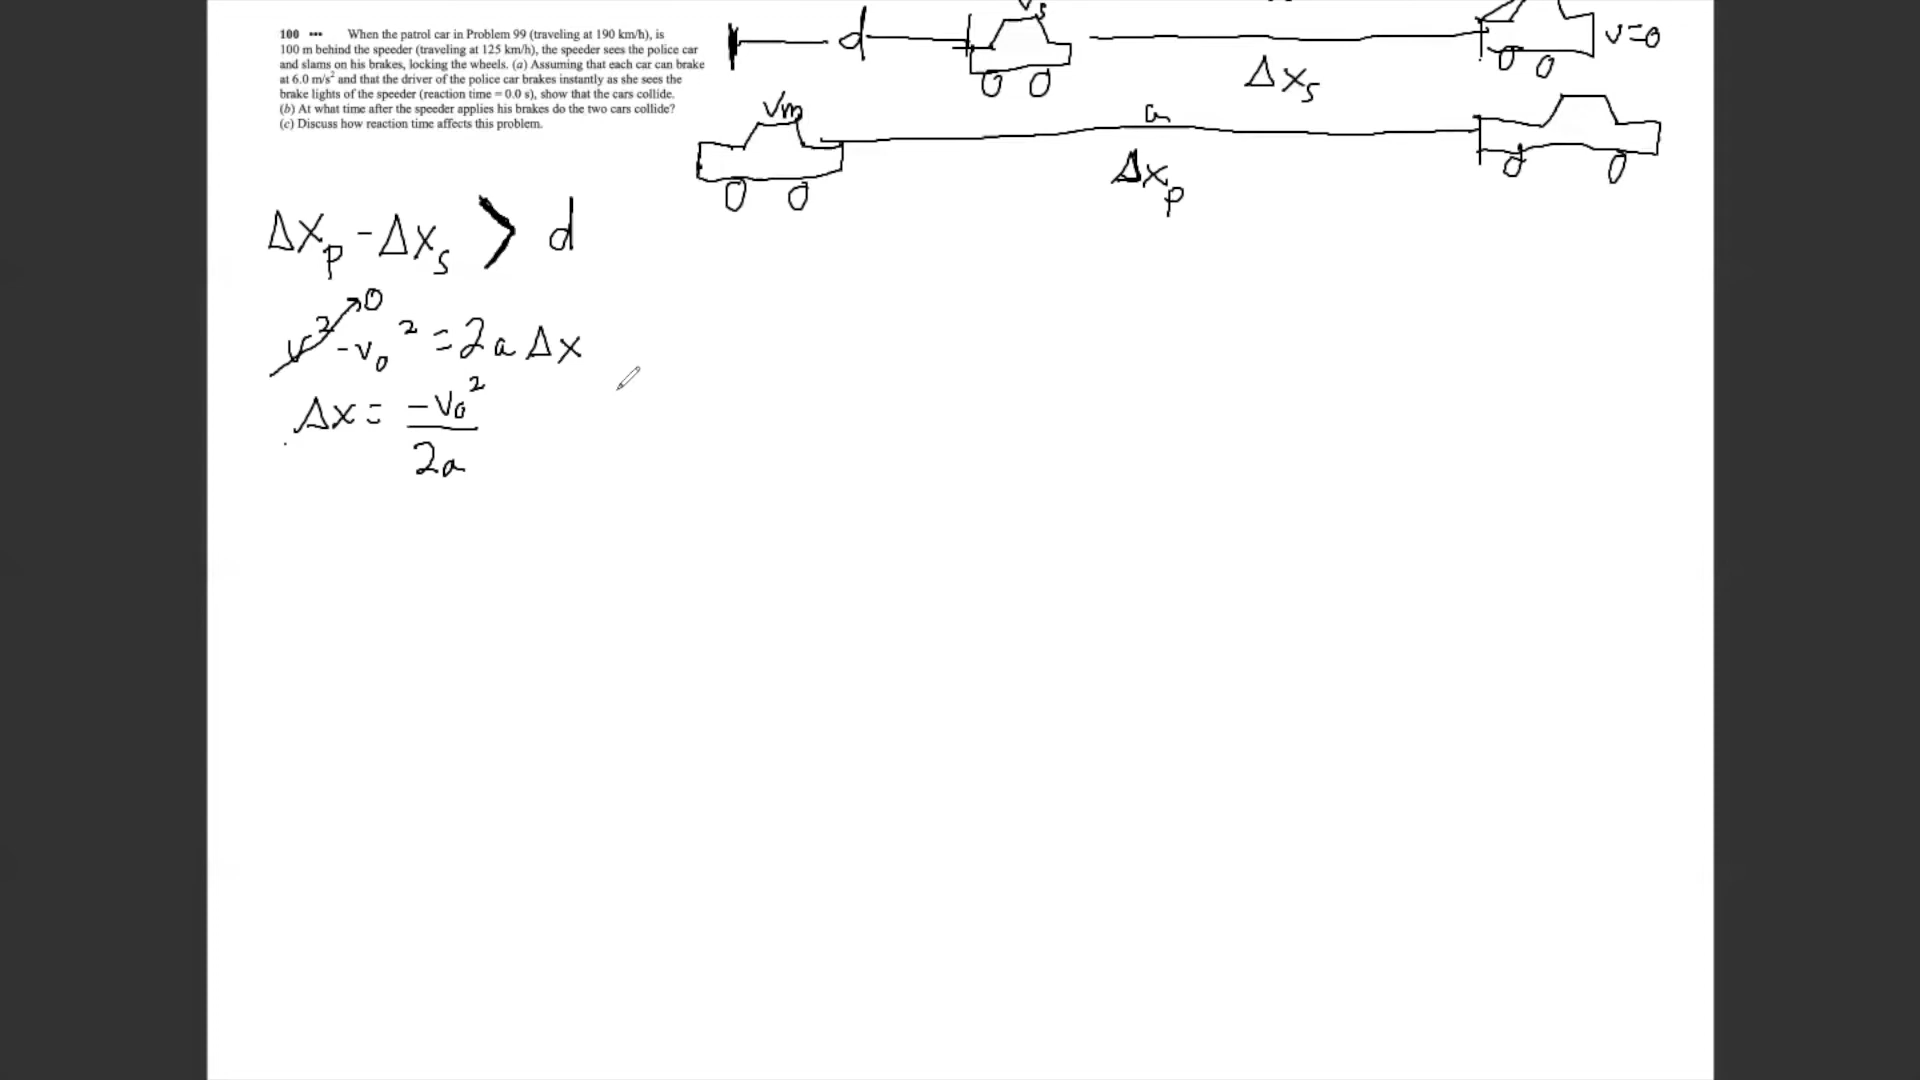 100 ••• When the patrol car in Problem 99 (traveling at 190 km/h), is
100 m behind the speeder (traveling at 125 km/h), the speeder sees the police car
and slams on his brakes, locking the wheels. (a) Assuming that each car can brake
at 6.0 m/s² and that the driver of the police car brakes instantly as she sees the
brake lights of the speeder (reaction time = 0.0 s), show that the cars collide.
(b) At what time after the speeder applies his brakes do the two cars collide?
(c) Discuss how reaction time affects this problem.
d
Vs
Δxs
v=0
Vm
a
Δxp
Δxp - Δxs > d
v² → 0 - v₀² = 2aΔx
Δx = -v₀² / 2a